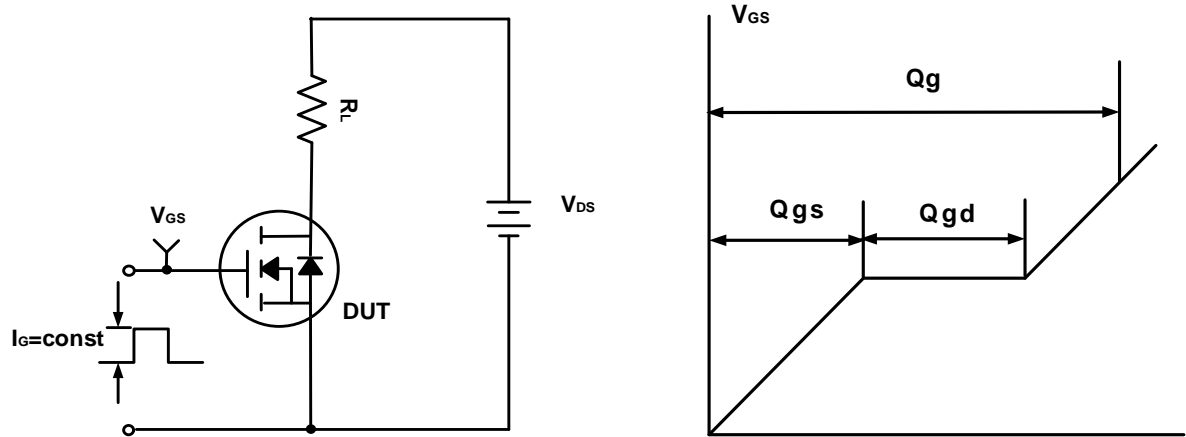 VGS
Qg
RL
VDS
VGS
Qgs
Qgd
DUT
IG=const